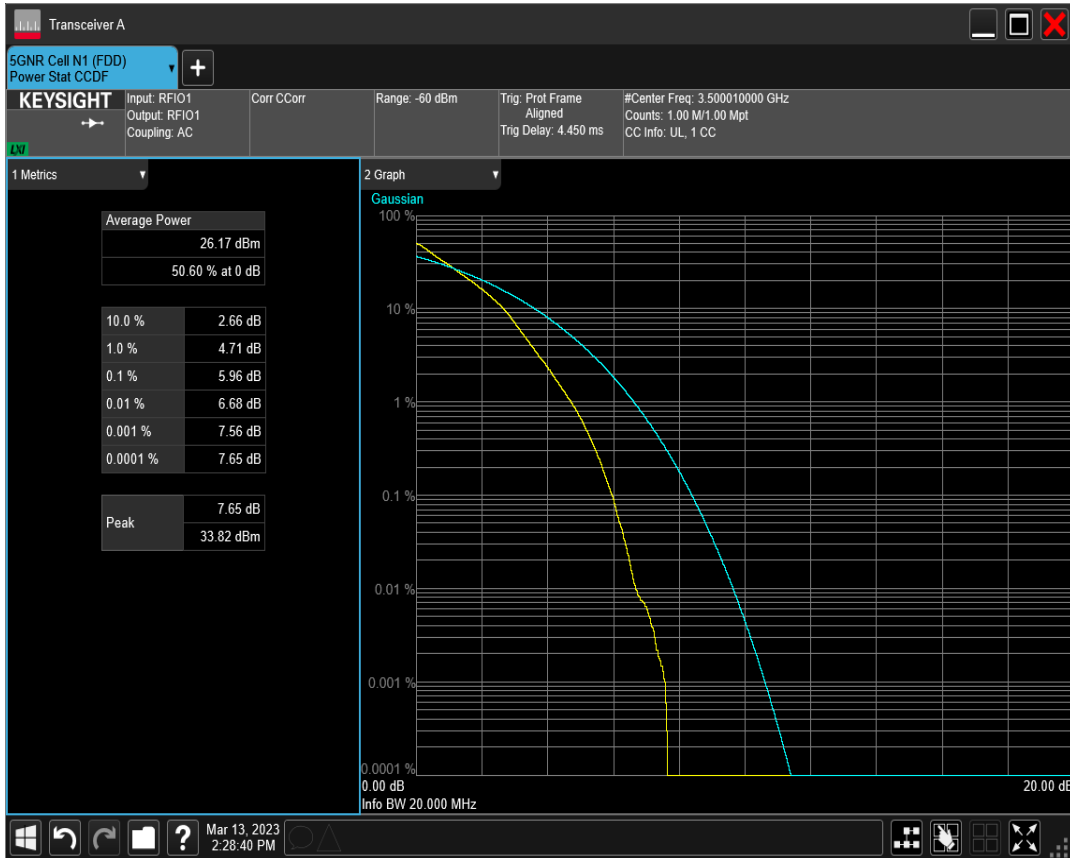 Transceiver A
5GNR Cell N1 (FDD)
Power Stat CCDF
+
KEYSIGHT
LXI
Input: RFIO1
Output: RFIO1
Coupling: AC
Corr CCorr
Range: -60 dBm
Trig: Prot Frame
Aligned
Trig Delay: 4.450 ms
#Center Freq: 3.500010000 GHz
Counts: 1.00 M/1.00 Mpt
CC Info: UL, 1 CC
1 Metrics
Average Power
26.17 dBm
50.60 % at 0 dB
10.0 % 2.66 dB
1.0 % 4.71 dB
0.1 % 5.96 dB
0.01 % 6.68 dB
0.001 % 7.56 dB
0.0001 % 7.65 dB
Peak
7.65 dB
33.82 dBm
2 Graph
Gaussian
100 %
10 %
1 %
0.1 %
0.01 %
0.001 %
0.0001 %
0.00 dB 20.00 dB
Info BW 20.000 MHz
?
Mar 13, 2023
2:28:40 PM